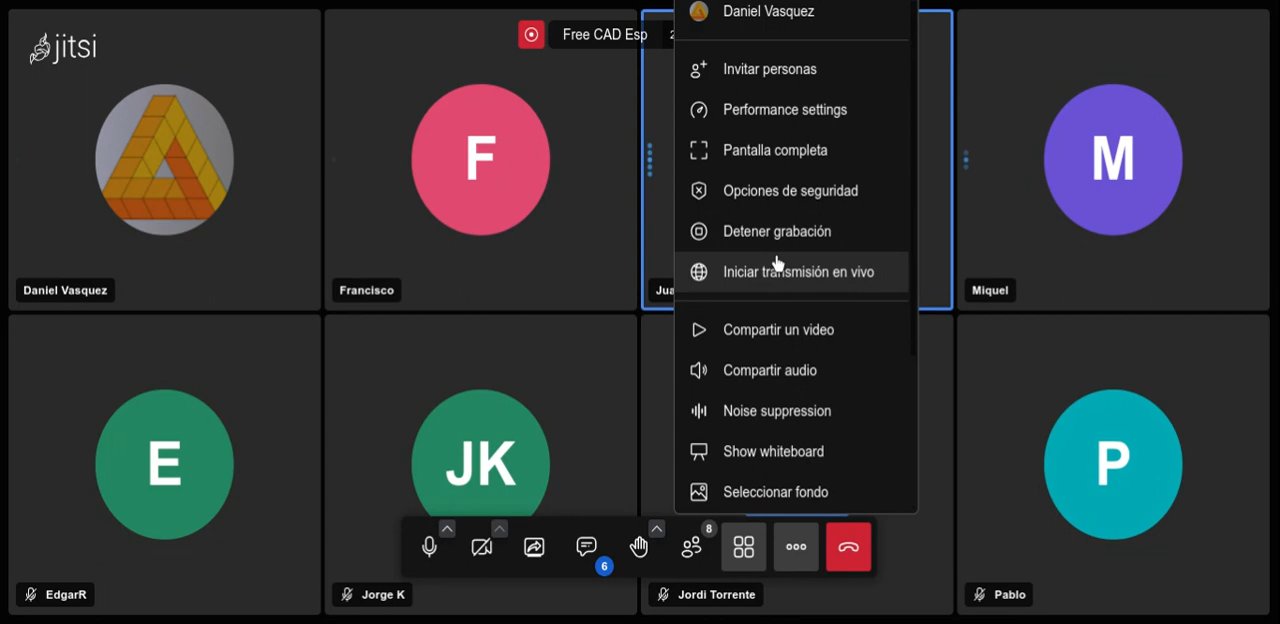 jitsi
Free CAD Esp
Daniel Vasquez
Invitar personas
Performance settings
Pantalla completa
Opciones de seguridad
Detener grabación
Iniciar transmisión en vivo
Compartir un video
Compartir audio
Noise suppression
Show whiteboard
Seleccionar fondo
F
M
Daniel Vasquez
Francisco
Jua
Miquel
E
JK
P
8
6
EdgarR
Jorge K
Jordi Torrente
Pablo